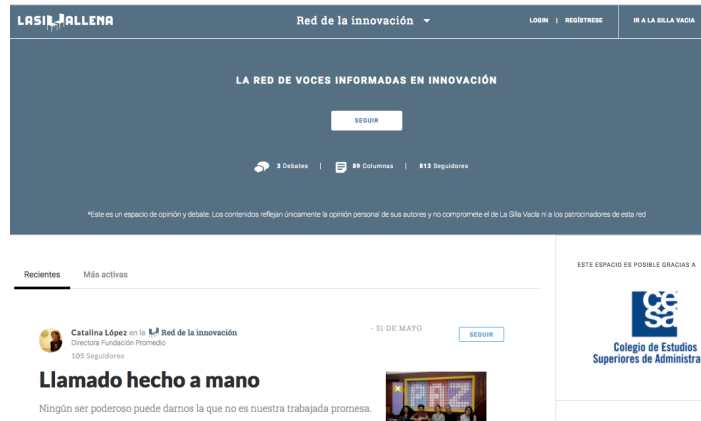 LASILLALLENA
Red de la innovación
LOGIN | REGÍSTRESE
IR A LA SILLA VACIA
LA RED DE VOCES INFORMADAS EN INNOVACIÓN
SEGUIR
3 Debates | 89 Columnas | 813 Seguidores
*Este es un espacio de opinión y debate. Los contenidos reflejan únicamente la opinión personal de sus autores y no compromete el de La Silla Vacía ni a los patrocinadores de esta red
Recientes Más activas
ESTE ESPACIO ES POSIBLE GRACIAS A
cesa
Colegio de Estudios
Superiores de Administra
Catalina López en la Red de la innovación
Directora Fundación Promedio
105 Seguidores
- 31 DE MAYO
SEGUIR
Llamado hecho a mano
Ningún ser poderoso puede darnos la que no es nuestra trabajada promesa.
PAZ